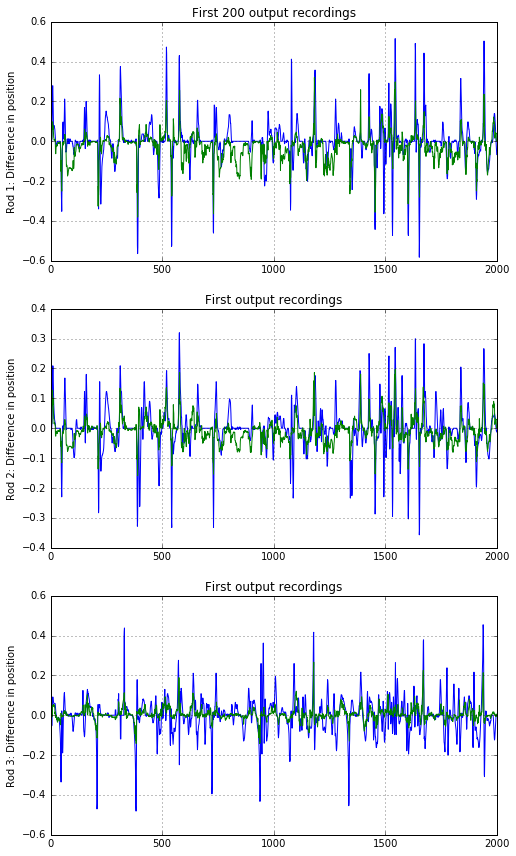 First 200 output recordings
0.6
0.4
0.2
0.0
−0.2
−0.4
−0.6
Rod 1: Difference in position
0 500 1000 1500 2000
First output recordings
0.4
0.3
0.2
0.1
0.0
−0.1
−0.2
−0.3
−0.4
Rod 2: Difference in position
0 500 1000 1500 2000
First output recordings
0.6
0.4
0.2
0.0
−0.2
−0.4
−0.6
Rod 3: Difference in position
0 500 1000 1500 2000